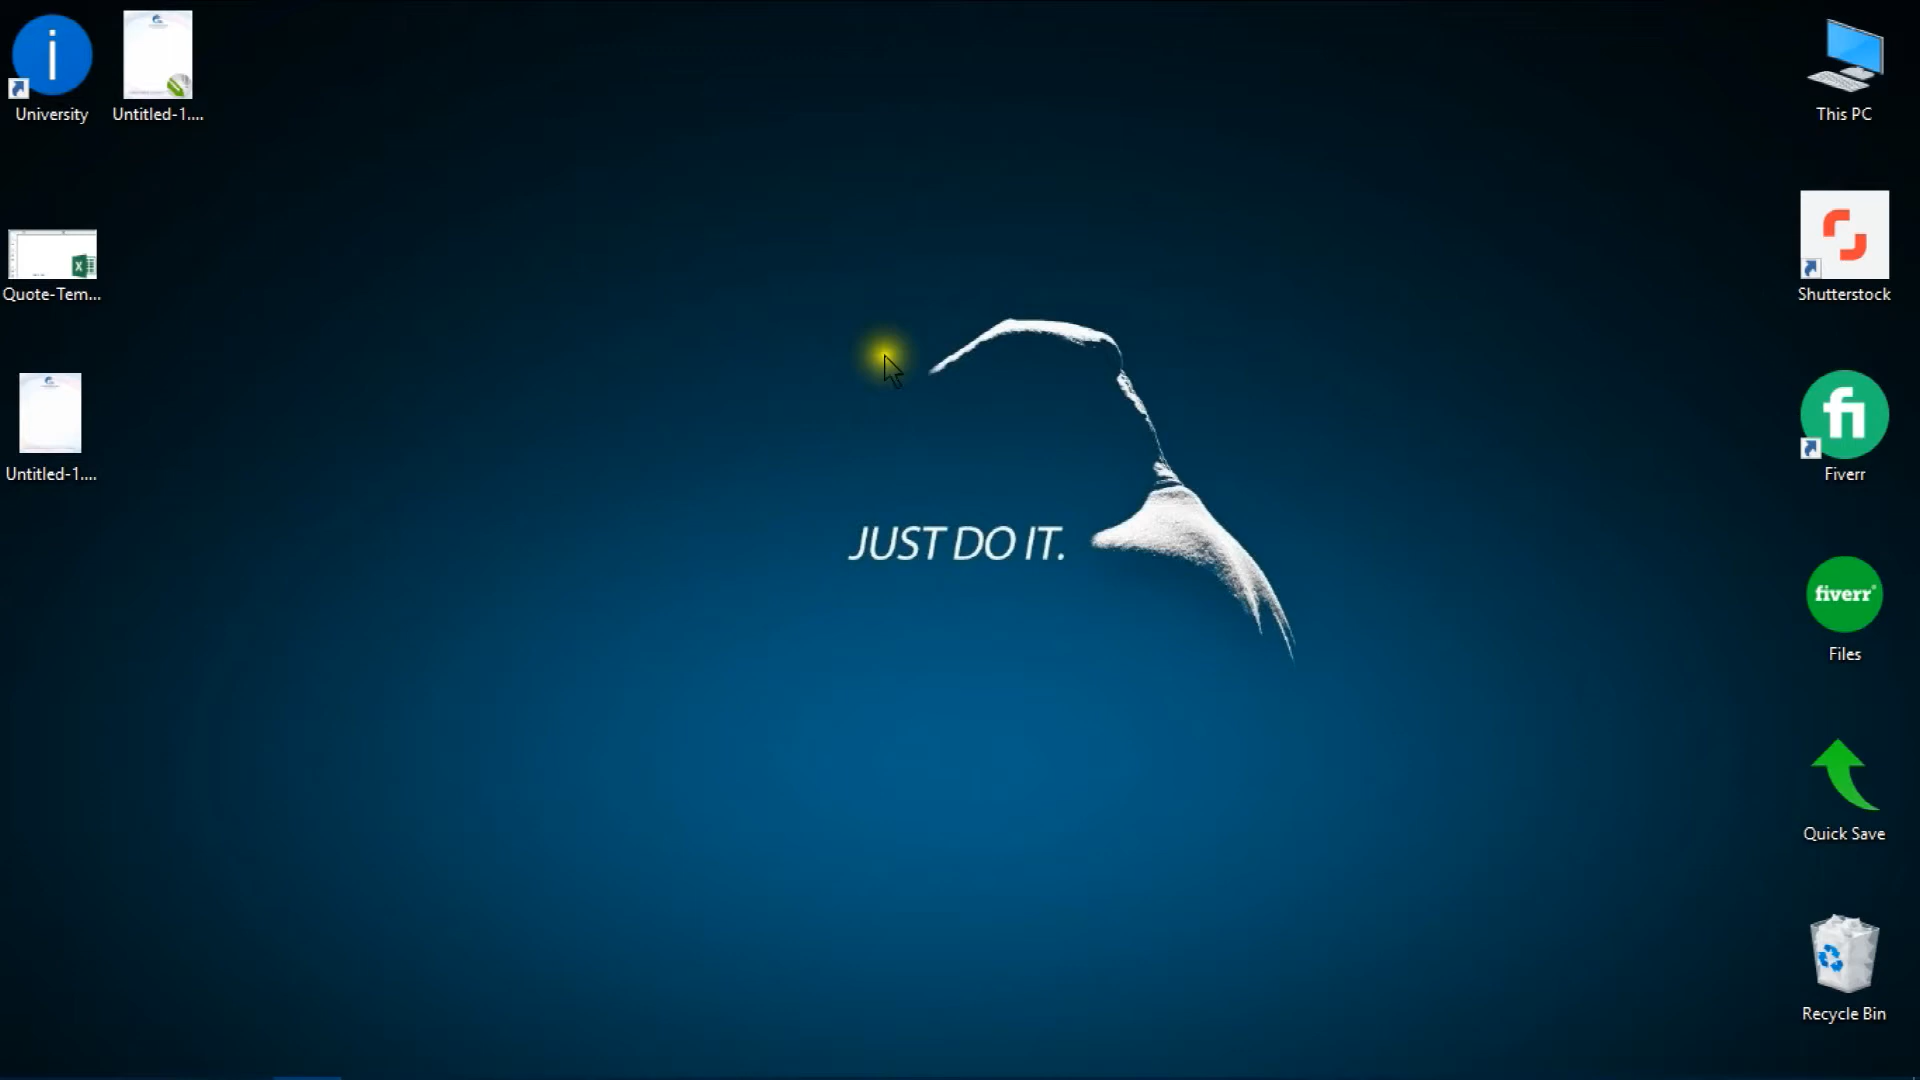 University
Untitled-1....
This PC
Quote-Tem...
Shutterstock
Untitled-1....
fi
Fiverr
JUST DO IT.
fiverr
Files
Quick Save
Recycle Bin